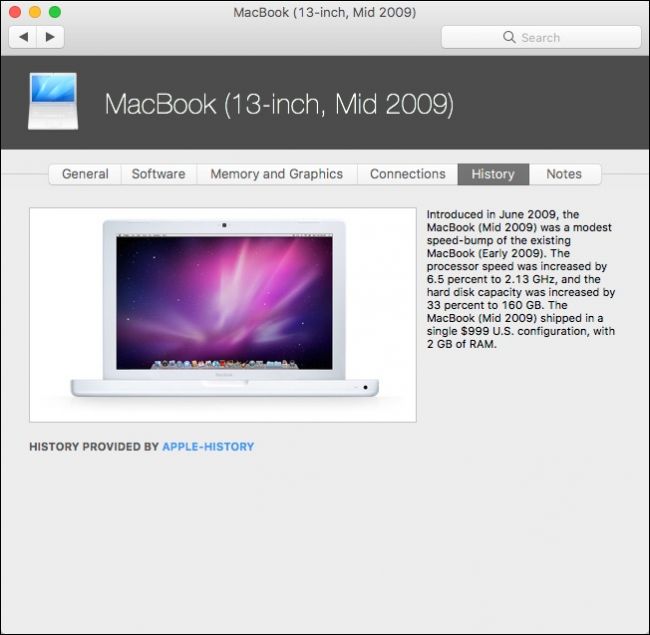 MacBook (13-inch, Mid 2009)
Search
MacBook (13-inch, Mid 2009)
General
Software
Memory and Graphics
Connections
History
Notes
Introduced in June 2009, the
MacBook (Mid 2009) was a modest
speed-bump of the existing
MacBook (Early 2009). The
processor speed was increased by
6.5 percent to 2.13 GHz, and the
hard disk capacity was increased by
33 percent to 160 GB. The
MacBook (Mid 2009) shipped in a
single $999 U.S. configuration, with
2 GB of RAM.
HISTORY PROVIDED BY APPLE-HISTORY